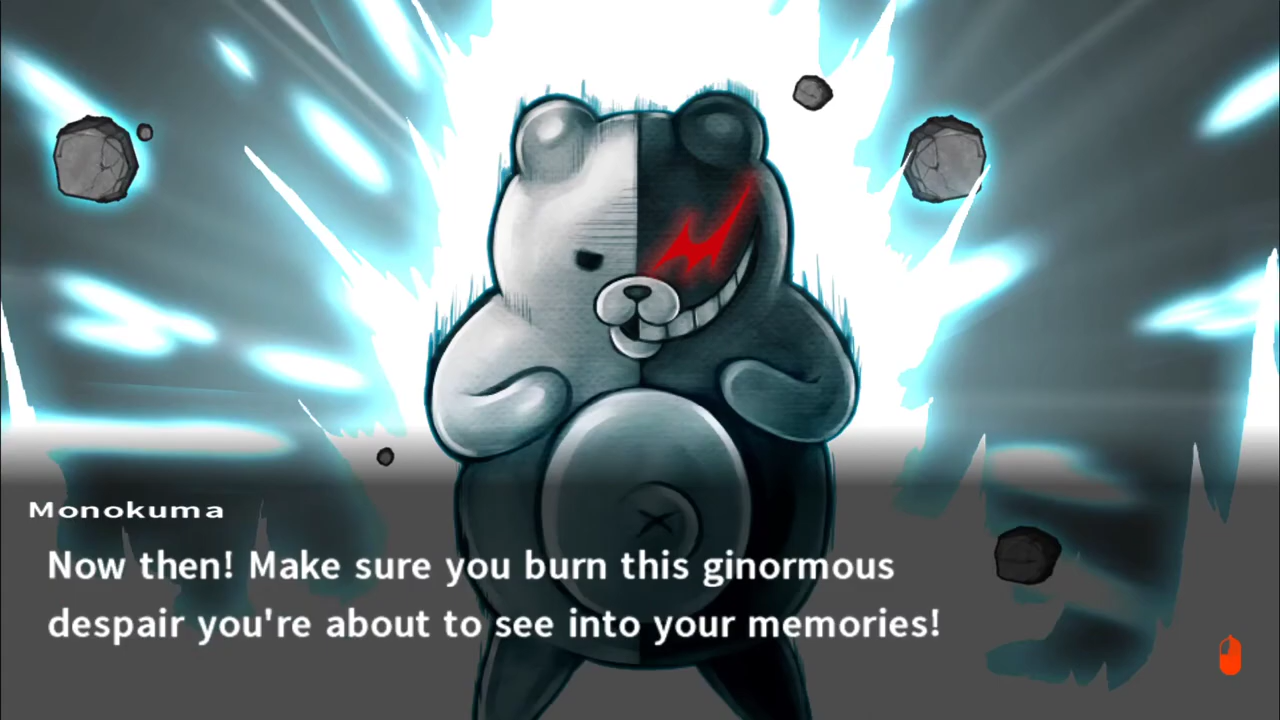 Monokuma
Now then! Make sure you burn this ginormous
despair you're about to see into your memories!